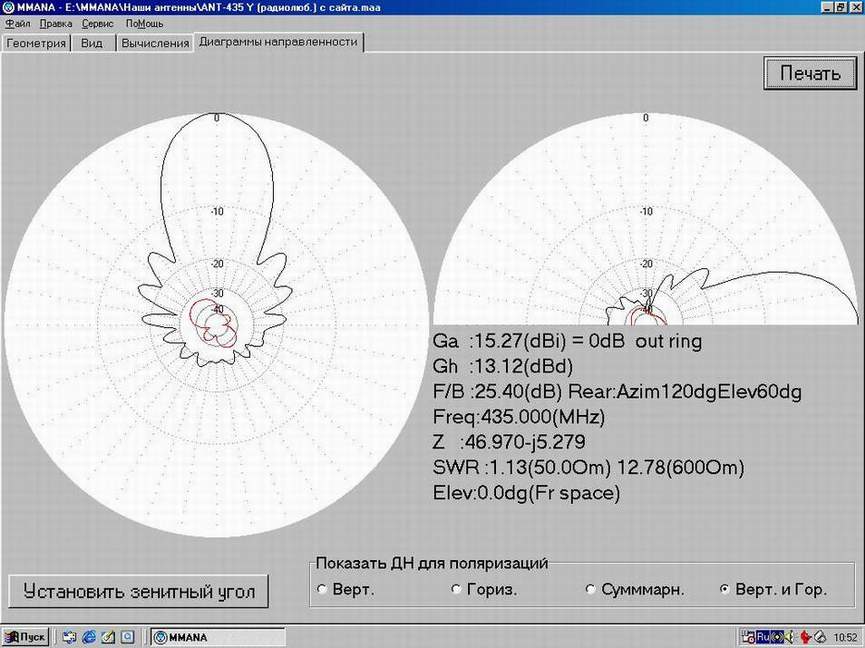 MMANA - E:\MMANA\Наши антенны\ANT-435 Y (радиолюб.) с сайта.maa
Файл Правка Сервис ПоМощь
Геометрия Вид Вычисления Диаграммы направленности
Печать
0
-10
-20
-30
-40
0
-10
-20
-30
-40
Ga :15.27(dBi) = 0dB out ring
Gh :13.12(dBd)
F/B :25.40(dB) Rear:Azim120dgElev60dg
Freq:435.000(MHz)
Z :46.970-j5.279
SWR :1.13(50.0Om) 12.78(600Om)
Elev:0.0dg(Fr space)
Показать ДН для поляризаций
Установить зенитный угол
Верт. Гориз. Сумммарн. Верт. и Гор.
Пуск MMANA Ru 10:52